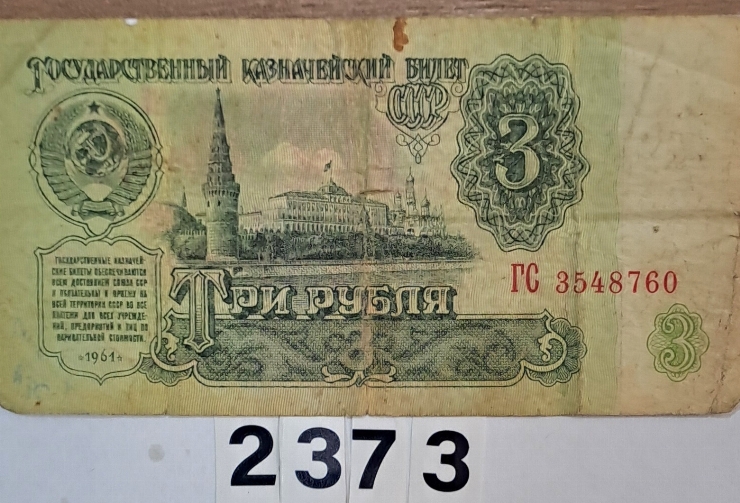 Государственный Казначейский Билет
СССР
3
Государственные казначей-
ские билеты обеспечиваются
всем достоянием Союза ССР
и обязательны к приему на
всей территории СССР во все
платежи для всех учрежде-
ний, предприятий и лиц по
нарицательной стоимости.
1961
ГС 3548760
Три рубля
3
2373